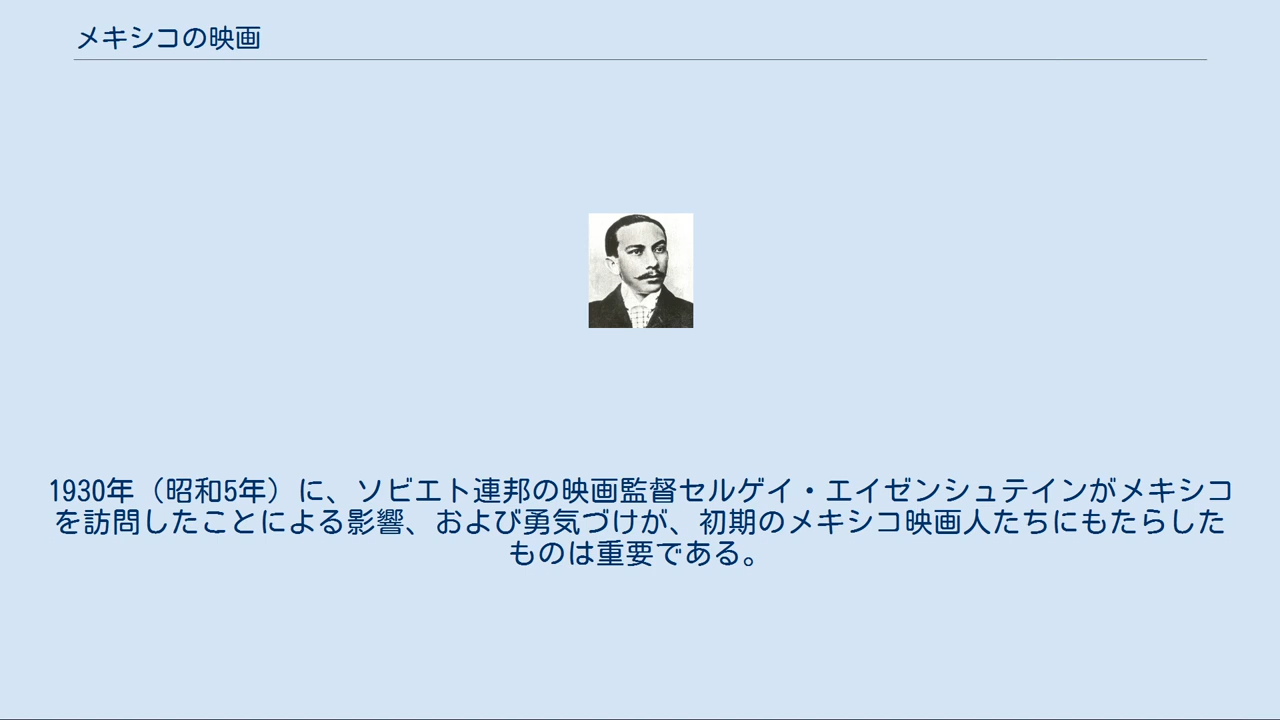 メキシコの映画
1930年（昭和5年）に、ソビエト連邦の映画監督セルゲイ・エイゼンシュテインがメキシコ
を訪問したことによる影響、および勇気づけが、初期のメキシコ映画人たちにもたらした
ものは重要である。